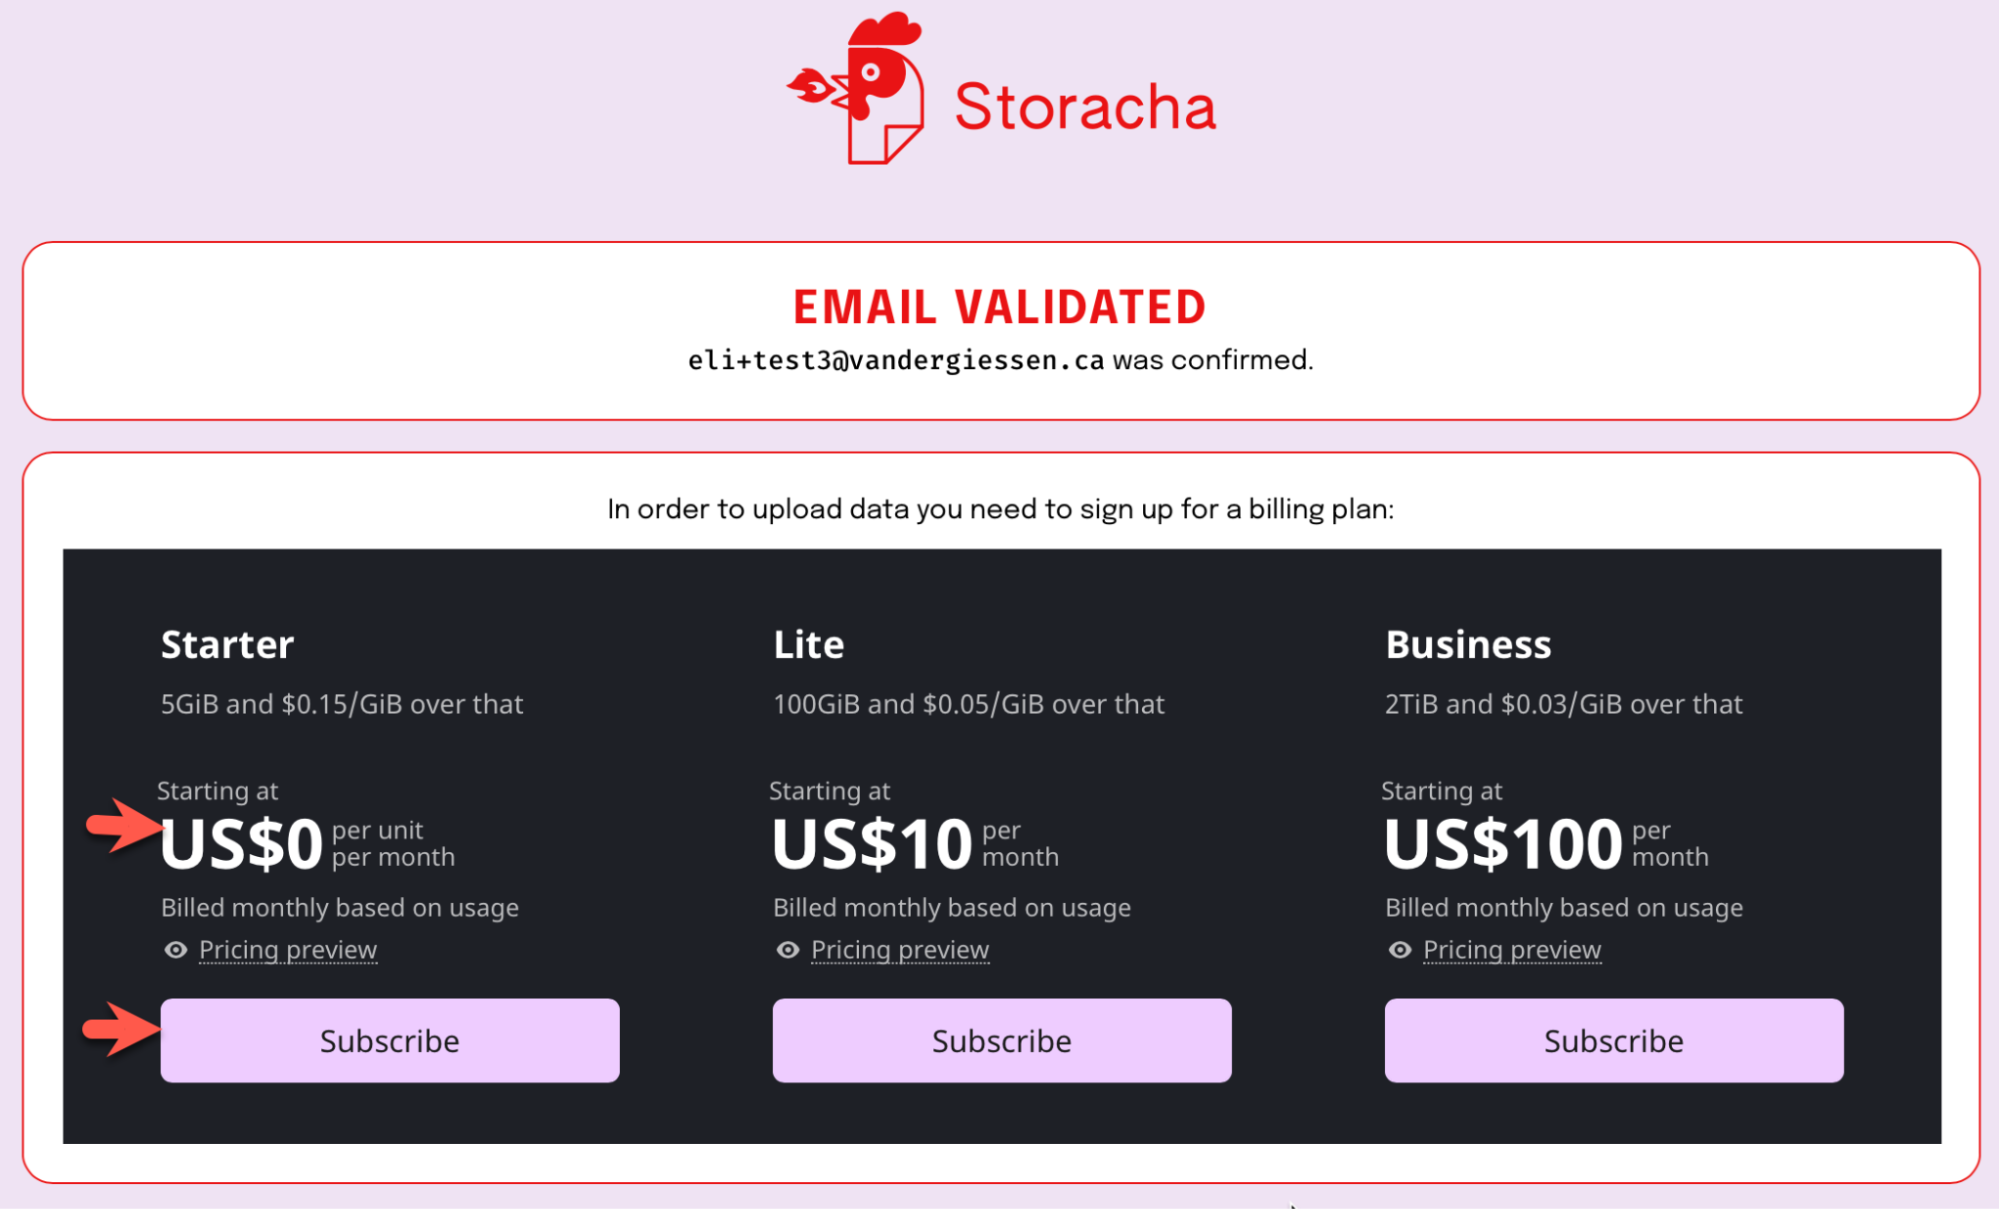 Storacha
EMAIL VALIDATED
eli+test3@vandergiessen.ca was confirmed.
In order to upload data you need to sign up for a billing plan:
Starter
5GiB and $0.15/GiB over that
Starting at
US$0 per unit
per month
Billed monthly based on usage
Pricing preview
Subscribe
Lite
100GiB and $0.05/GiB over that
Starting at
US$10 per
month
Billed monthly based on usage
Pricing preview
Subscribe
Business
2TiB and $0.03/GiB over that
Starting at
US$100 per
month
Billed monthly based on usage
Pricing preview
Subscribe